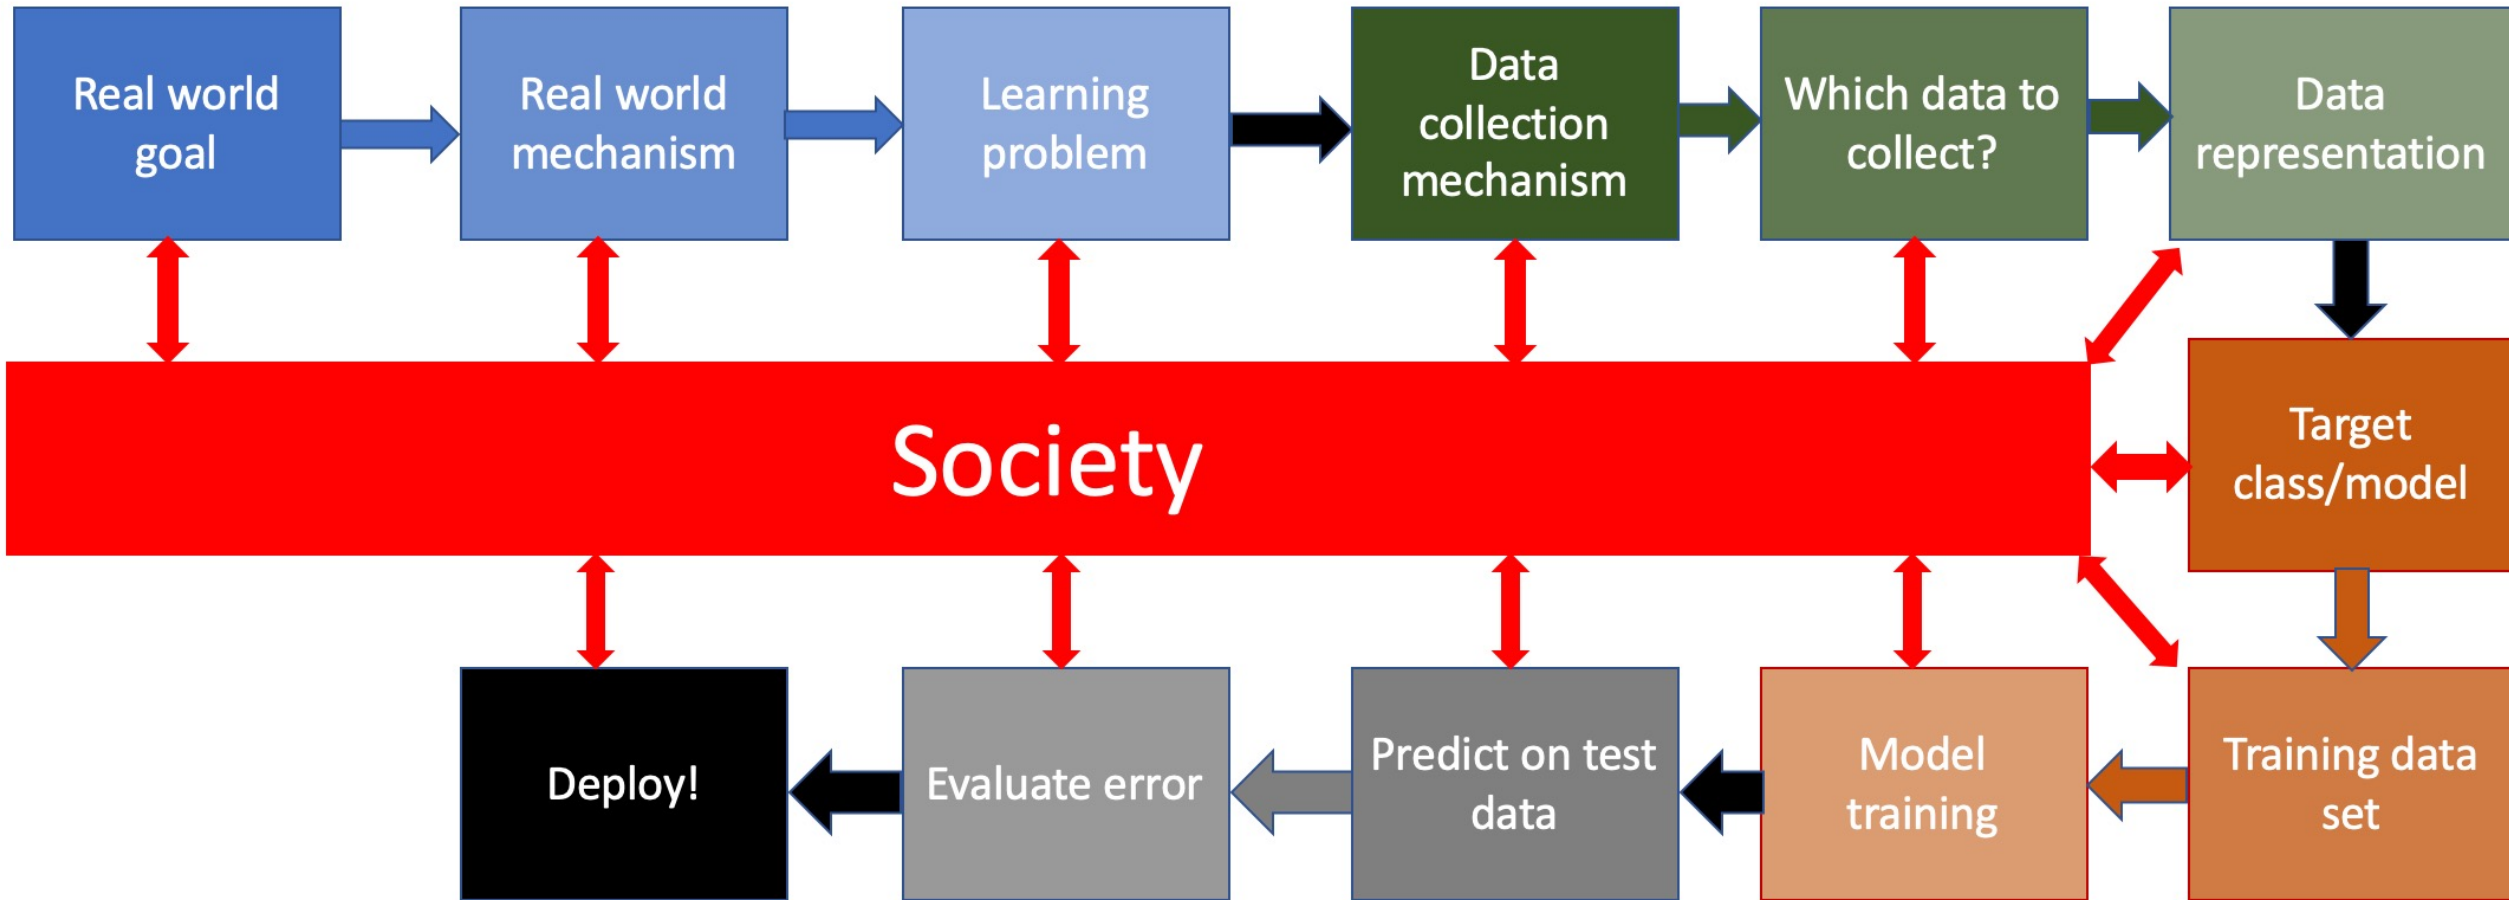 Real world
goal
Real world
mechanism
Learning
problem
Data
collection
mechanism
Which data to
collect?
Data
representation
Society
Target
class/model
Deploy!
Evaluate error
Predict on test
data
Model
training
Training data
set